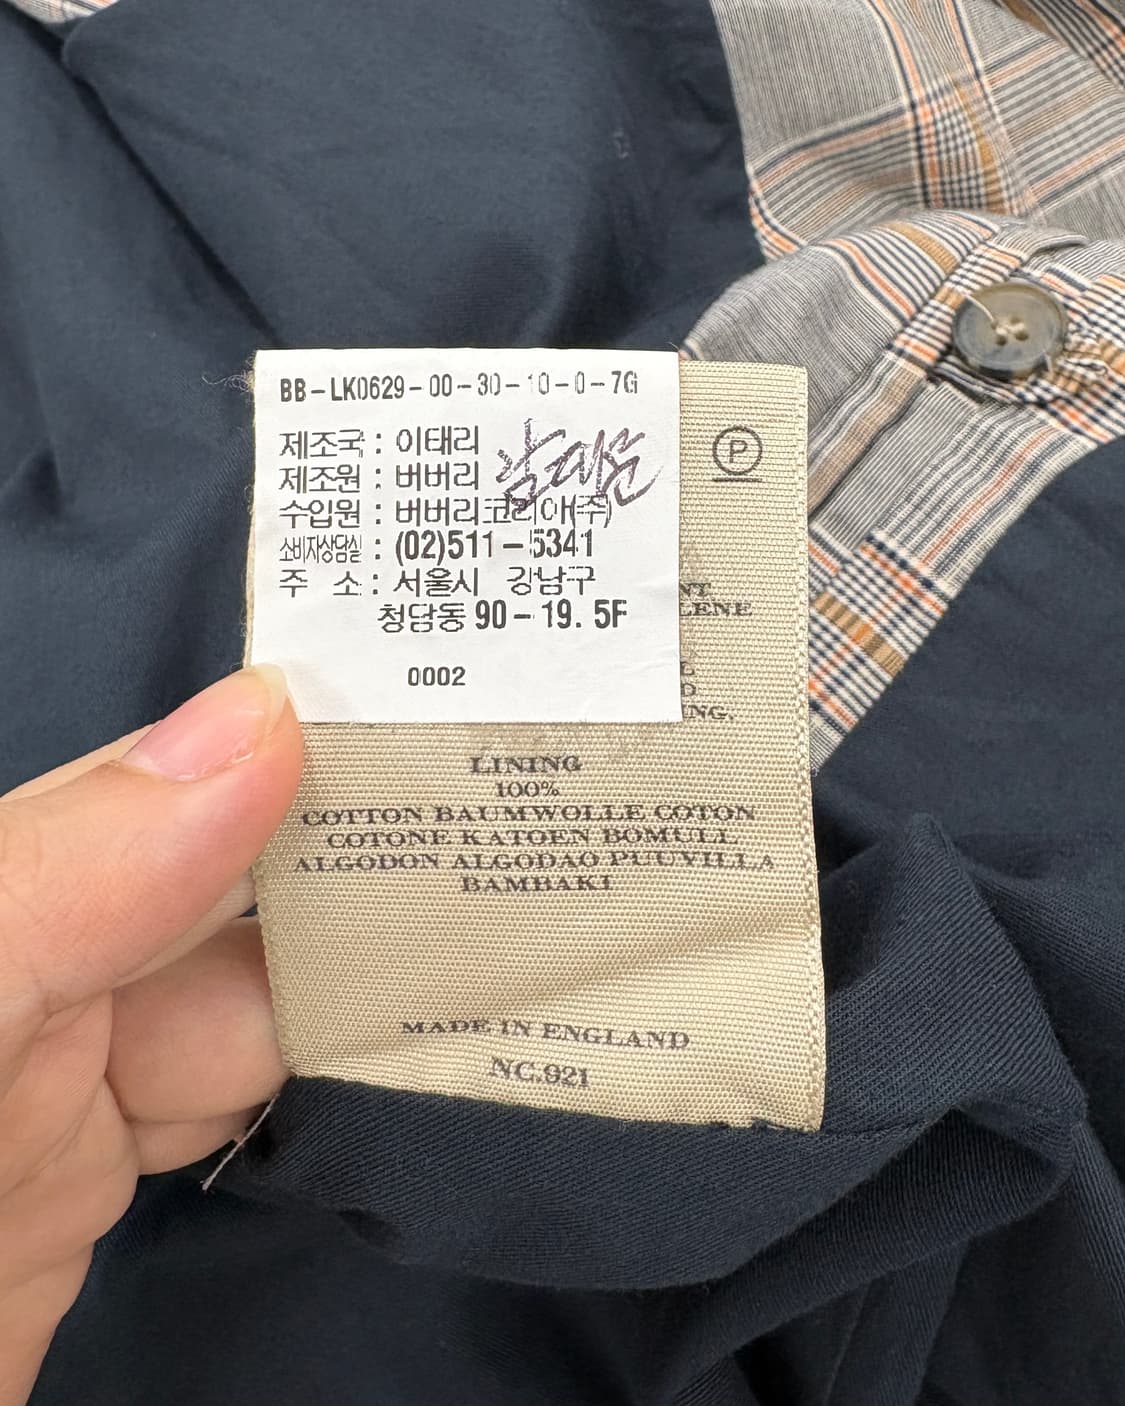 BB-LK0629-00-30-10-0-7G
제조국 : 이태리
제조원 : 버버리
수입원 : 버버리코리아(주)
소비자상담실 : (02)511-5341
주 소 : 서울시 강남구
청담동 90-19. 5F
0002
P
LENE
NG.
LINING
100%
COTTON BAUMWOLLE COTON
COTONE KATOEN BOMULL
ALGODON ALGODAO PUUVILLA
BAMBAKI
MADE IN ENGLAND
NC.921